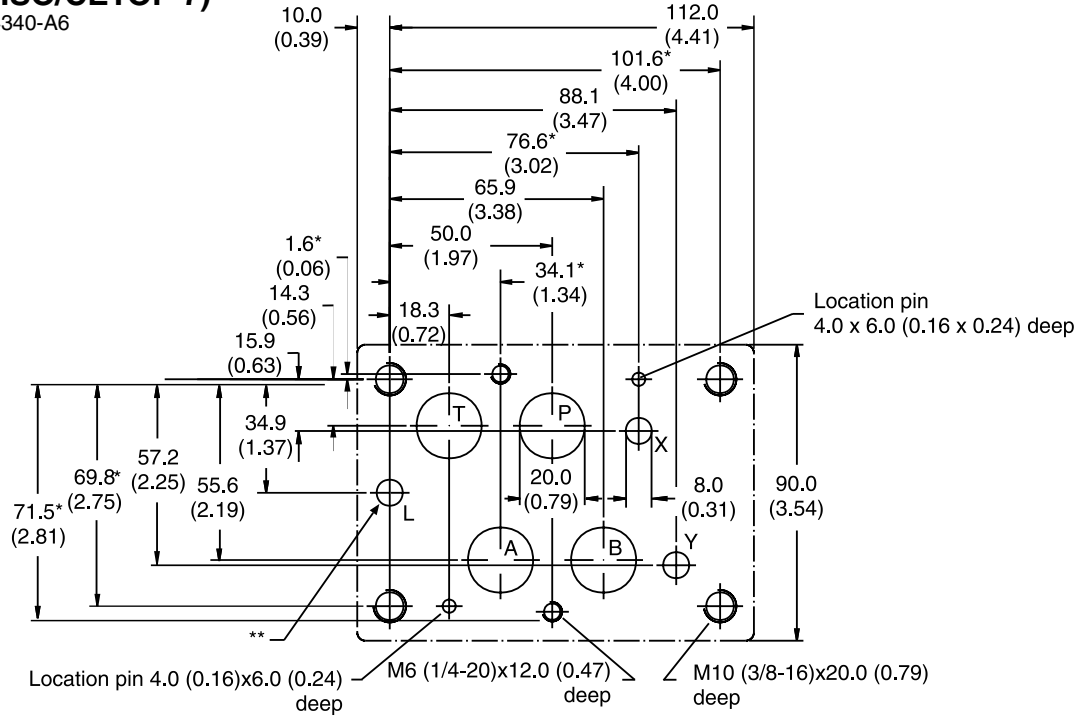 340-A6
10.0
(0.39)
112.0
(4.41)
101.6*
(4.00)
88.1
(3.47)
76.6*
(3.02)
65.9
(3.38)
50.0
(1.97)
1.6*
(0.06)
34.1*
(1.34)
14.3
(0.56)
18.3
(0.72)
15.9
(0.63)
Location pin
4.0 x 6.0 (0.16 x 0.24) deep
T
P
X
34.9
(1.37)
57.2
(2.25)
69.8*
(2.75)
55.6
(2.19)
71.5*
(2.81)
20.0
(0.79)
8.0
(0.31)
90.0
(3.54)
L
A
B
Y
**
Location pin 4.0 (0.16)x6.0 (0.24)
deep
M6 (1/4-20)x12.0 (0.47)
deep
M10 (3/8-16)x20.0 (0.79)
deep